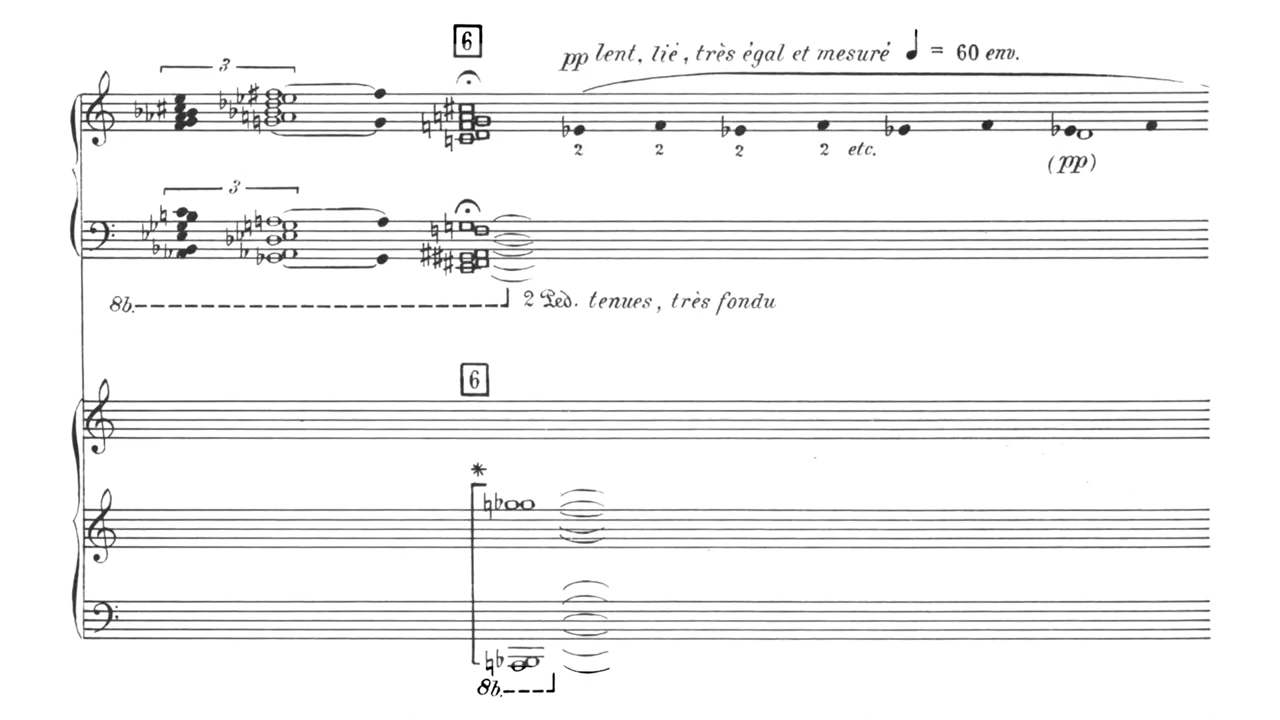 6
pp lent, lié, très égal et mesuré ♩ = 60 env.
3
2 2 2 2 etc.
(pp)
3
8b. 2 Ped. tenues, très fondu
6
*
8b.